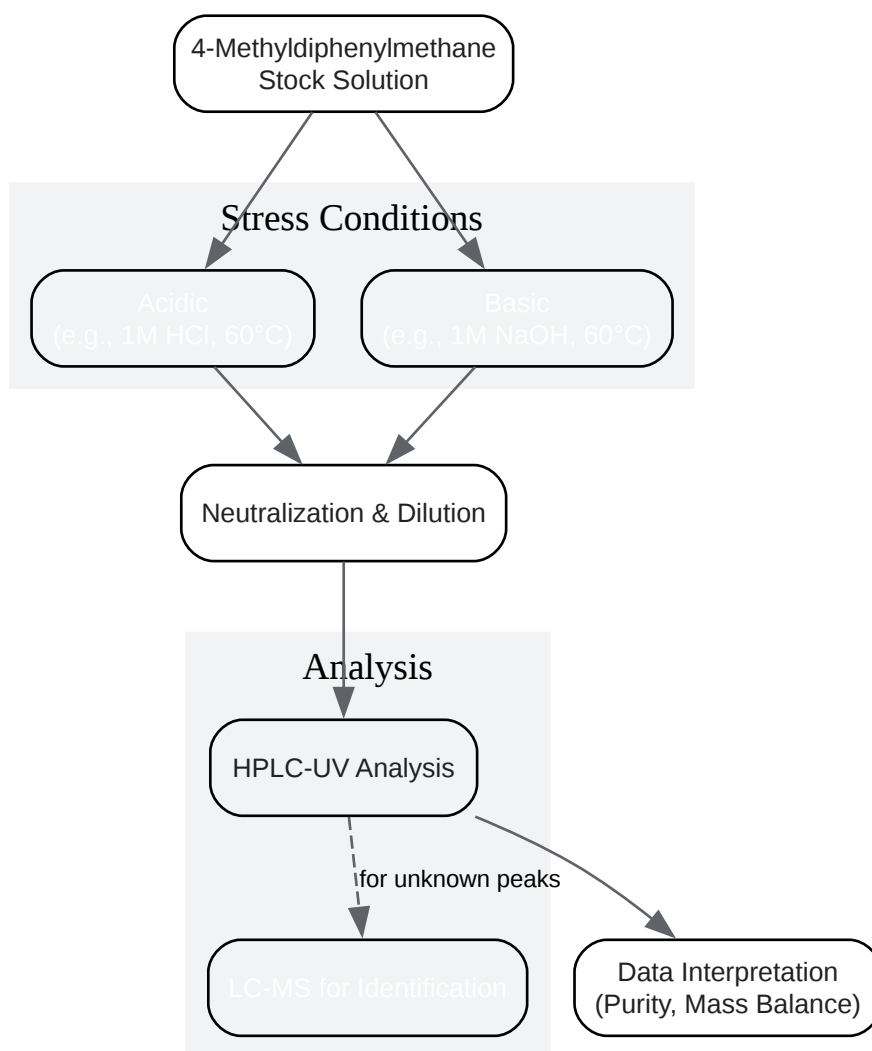 4-Methyldiphenylmethane
Stock Solution
Stress Conditions
Acidic
(e.g., 1M HCl, 60°C)
Basic
(e.g., 1M NaOH, 60°C)
Neutralization & Dilution
Analysis
HPLC-UV Analysis
for unknown peaks
LC-MS for Identification
Data Interpretation
(Purity, Mass Balance)